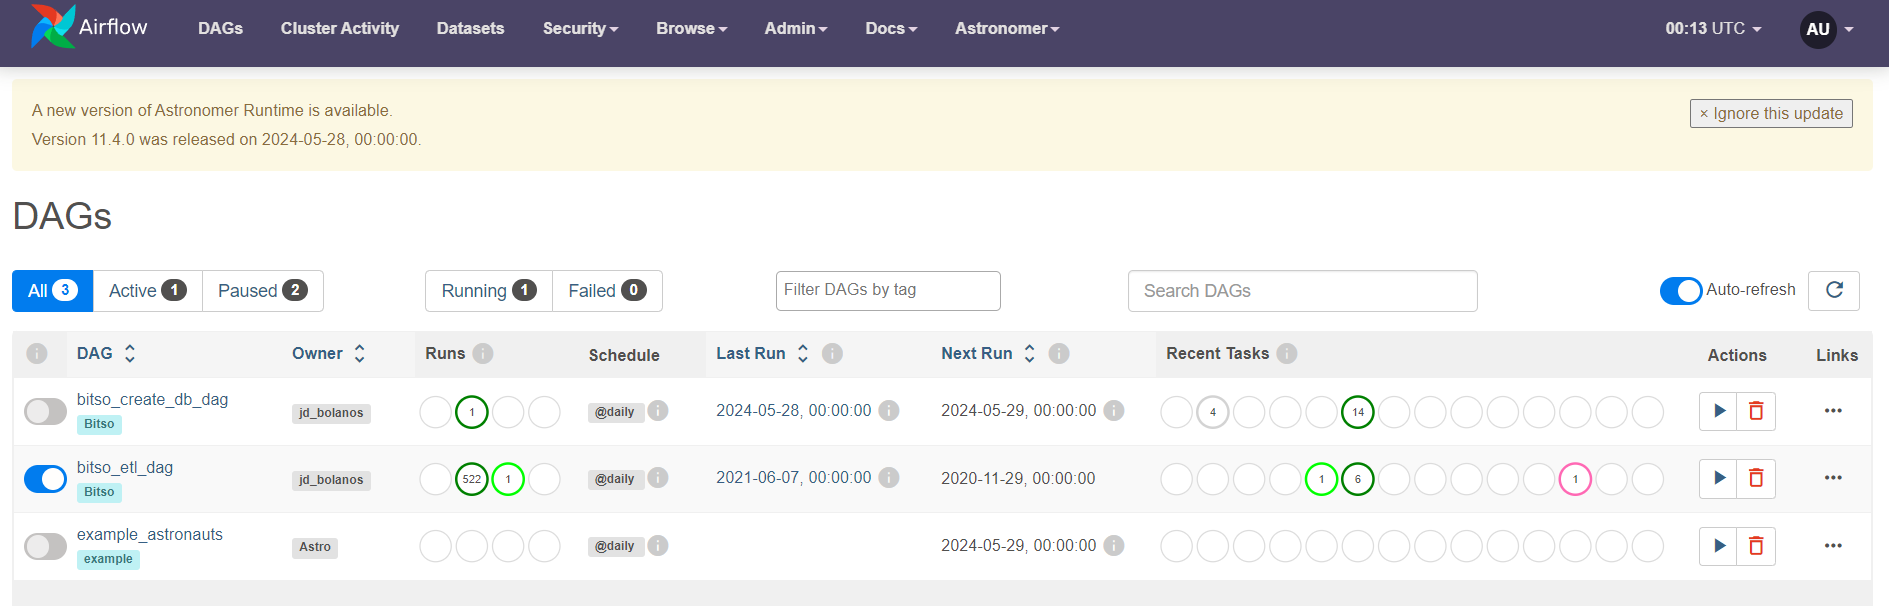 Airflow DAGs Cluster Activity Datasets Security Browse Admin Docs Astronomer 00:13 UTC AU
A new version of Astronomer Runtime is available.
Version 11.4.0 was released on 2024-05-28, 00:00:00.
× Ignore this update
DAGs
All 3 Active 1 Paused 2 Running 1 Failed 0 Filter DAGs by tag Search DAGs Auto-refresh
DAG Owner Runs Schedule Last Run Next Run Recent Tasks Actions Links
bitso_create_db_dag
Bitso
jd_bolanos 1 @daily 2024-05-28, 00:00:00 2024-05-29, 00:00:00 4 14
bitso_etl_dag
Bitso
jd_bolanos 522 1 @daily 2021-06-07, 00:00:00 2020-11-29, 00:00:00 1 6 1
example_astronauts
example
Astro @daily 2024-05-29, 00:00:00